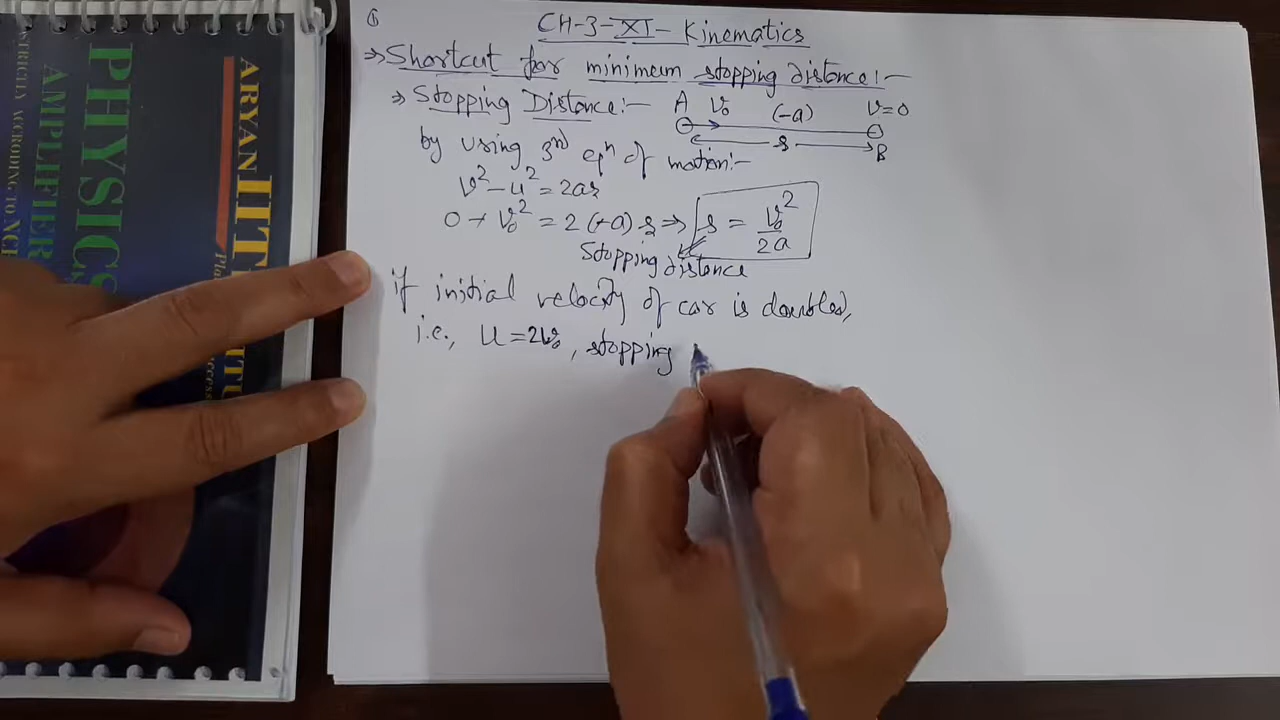 ①
CH-3-XI- Kinematics
⇒ Shortcut for minimum stopping distance:-
⇒ Stopping Distance:-
A V₀ (-a) V=0
s B
by using 3rd eqn of motion:-
V² - u² = 2as
0 + V₀² = 2 (+a) s ⇒ s = V₀² / 2a
Stopping distance
if initial velocity of car is doubled,
i.e., U = 2V₀, stopping
PHYSICS
AMPLIFIER
ARYAN IIT